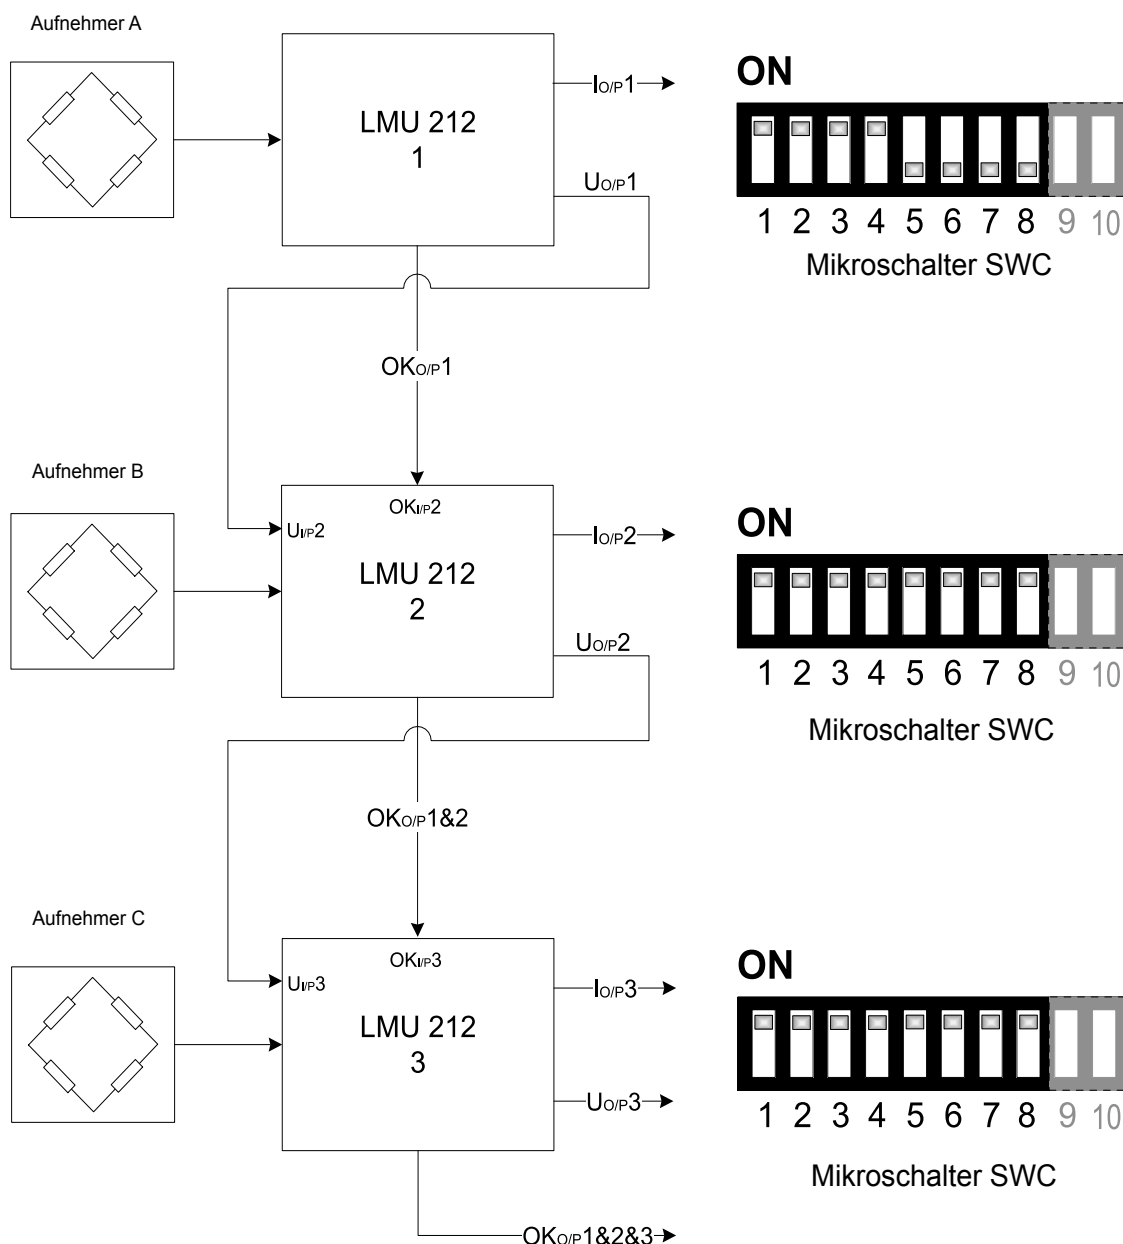 Aufnehmer A
LMU 212
1
IO/P1
UO/P1
OKO/P1
ON
1 2 3 4 5 6 7 8 9 10
Mikroschalter SWC
Aufnehmer B
OKI/P2
UI/P2
LMU 212
2
IO/P2
UO/P2
OKO/P1&2
ON
1 2 3 4 5 6 7 8 9 10
Mikroschalter SWC
Aufnehmer C
OKI/P3
UI/P3
LMU 212
3
IO/P3
UO/P3
OKO/P1&2&3
ON
1 2 3 4 5 6 7 8 9 10
Mikroschalter SWC